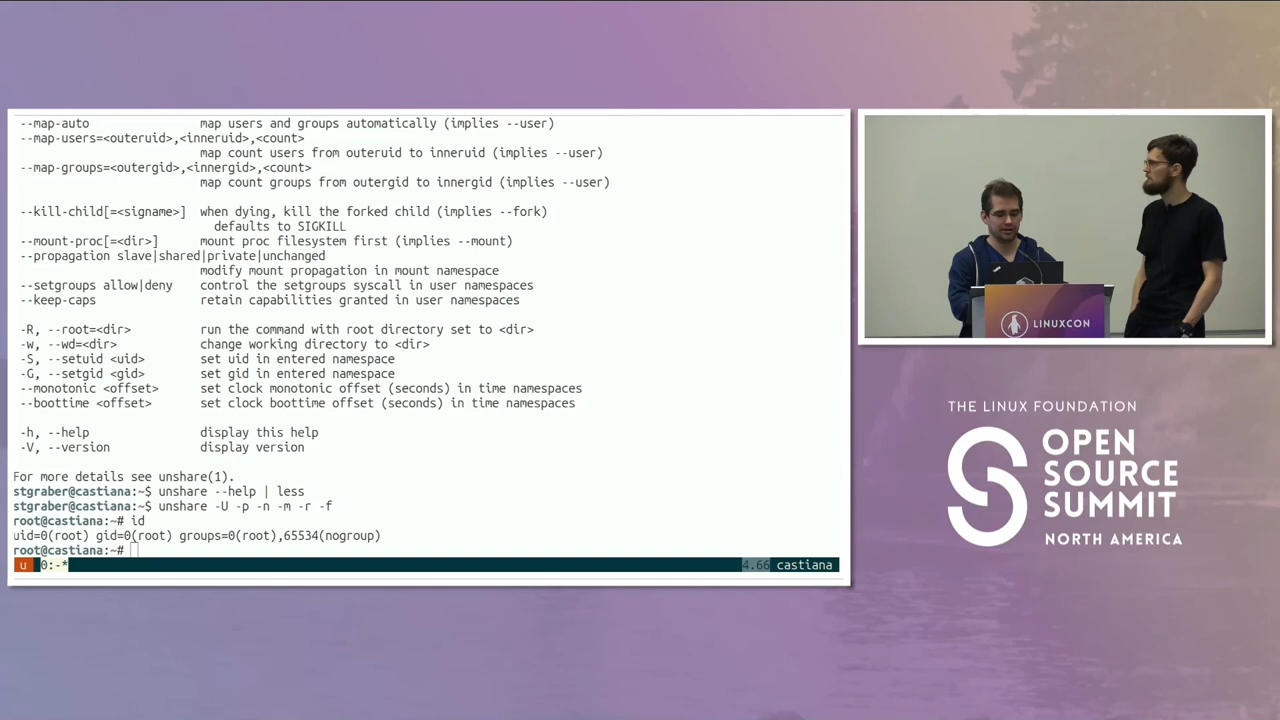 --map-auto                map users and groups automatically (implies --user)
--map-users=<outeruid>,<inneruid>,<count>
map count users from outeruid to inneruid (implies --user)
--map-groups=<outergid>,<innergid>,<count>
map count groups from outergid to innergid (implies --user)
--kill-child[=<signame>]  when dying, kill the forked child (implies --fork)
defaults to SIGKILL
--mount-proc[=<dir>]      mount proc filesystem first (implies --mount)
--propagation slave|shared|private|unchanged
modify mount propagation in mount namespace
--setgroups allow|deny    control the setgroups syscall in user namespaces
--keep-caps               retain capabilities granted in user namespaces
-R, --root=<dir>          run the command with root directory set to <dir>
-w, --wd=<dir>            change working directory to <dir>
-S, --setuid <uid>        set uid in entered namespace
-G, --setgid <gid>        set gid in entered namespace
--monotonic <offset>      set clock monotonic offset (seconds) in time namespaces
--boottime <offset>       set clock boottime offset (seconds) in time namespaces
-h, --help                display this help
-V, --version             display version
For more details see unshare(1).
stgraber@castiana:~$ unshare --help | less
stgraber@castiana:~$ unshare -U -p -n -m -r -f
root@castiana:~# id
uid=0(root) gid=0(root) groups=0(root),65534(nogroup)
root@castiana:~#
u 0:-* 4.66 castiana
LINUXCON
THE LINUX FOUNDATION
OPEN
SOURCE
SUMMIT
NORTH AMERICA